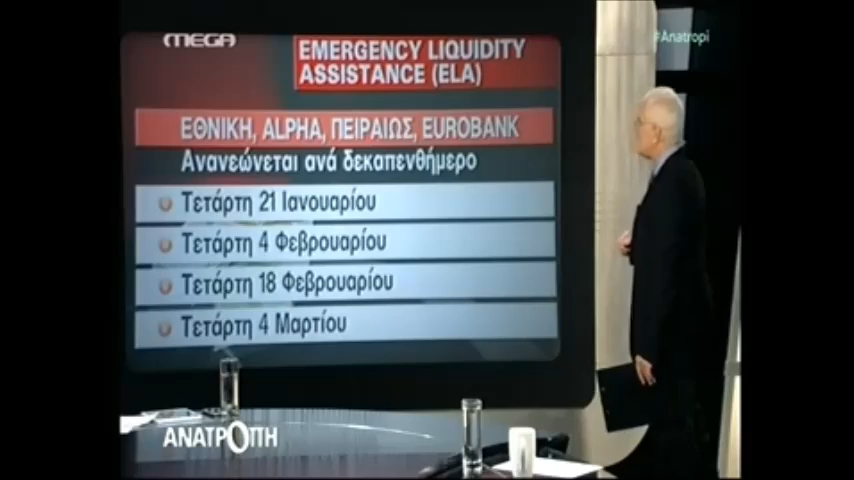 MEGA
#Anatropi
EMERGENCY LIQUIDITY
ASSISTANCE (ELA)
ΕΘΝΙΚΗ, ALPHA, ΠΕΙΡΑΙΩΣ, EUROBANK
Ανανεώνεται ανά δεκαπενθήμερο
Τετάρτη 21 Ιανουαρίου
Τετάρτη 4 Φεβρουαρίου
Τετάρτη 18 Φεβρουαρίου
Τετάρτη 4 Μαρτίου
ΑΝΑΤΡΟΠΗ